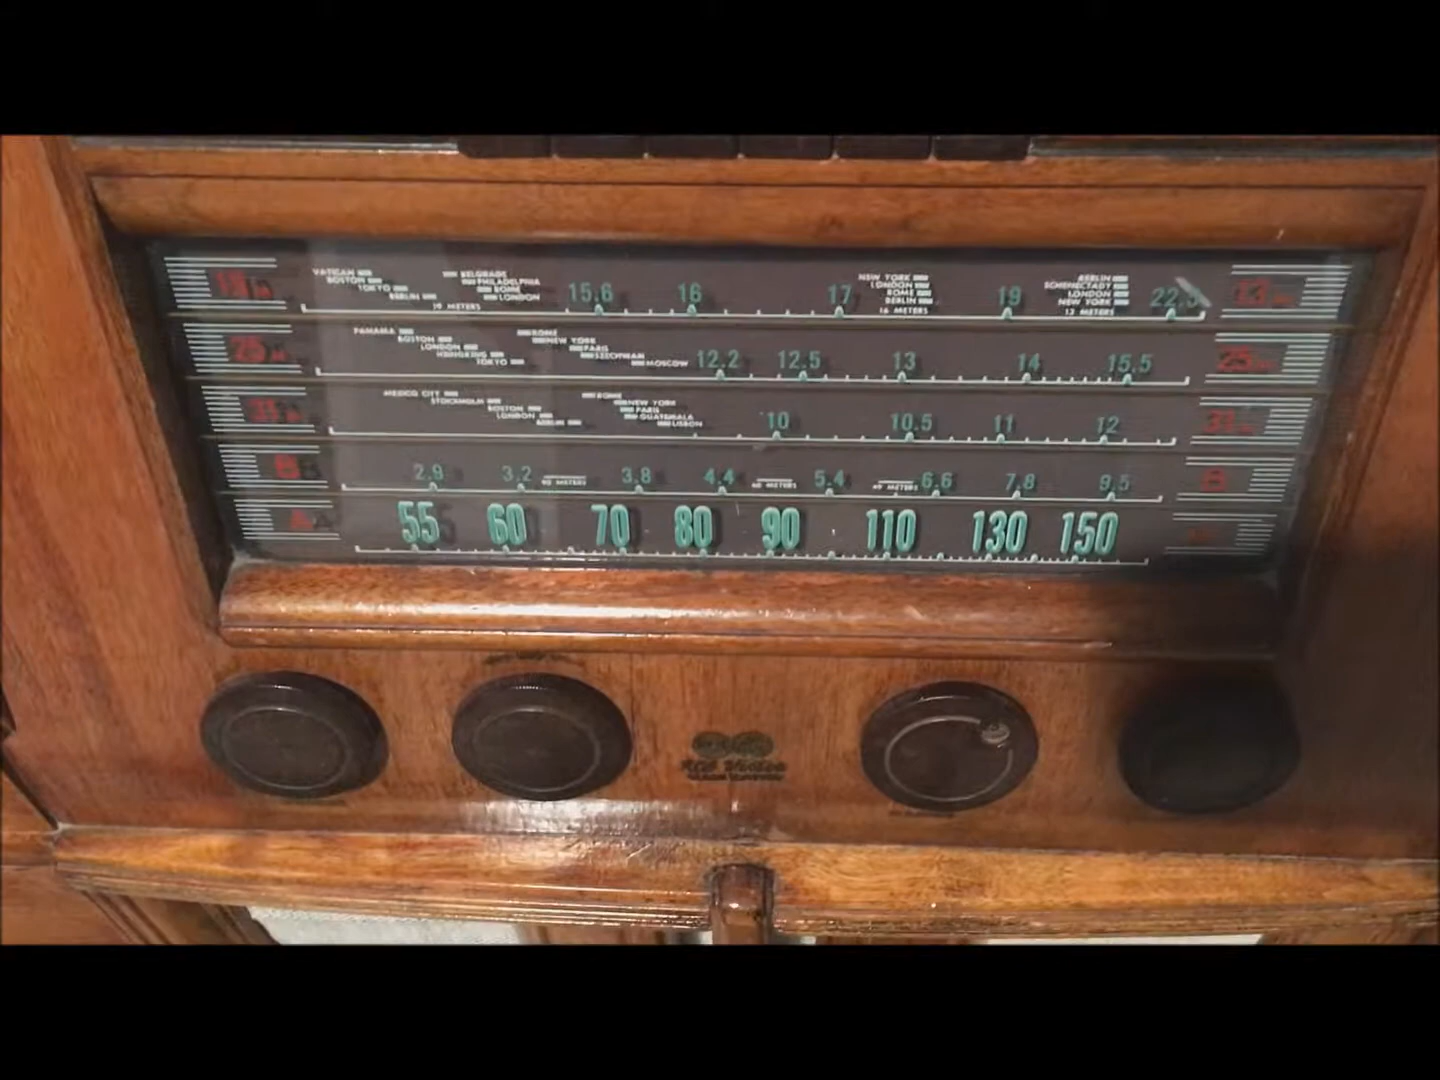 VATICAN BELGRADE NEW YORK BERLIN
BOSTON PHILADELPHIA LONDON SCHENECTADY
TOKYO ROME 15.6 16 17 ROME 19 LONDON 22.5
BERLIN LONDON BERLIN NEW YORK
19 METERS 16 METERS 13 METERS
PANAMA ROME
BOSTON NEW YORK
LONDON PARIS
HSINGKING SZECHWAN
TOKYO MOSCOW 12.2 12.5 13 14 15.5
25 25
MEXICO CITY ROME
STOCKHOLM NEW YORK
BOSTON PARIS
LONDON GUATEMALA
BERLIN LISBON 10 10.5 11 12
31 31
B 2.9 3.2 3.8 4.4 5.4 49 METERS 6.6 7.8 9.5 B
A 55 60 70 80 90 110 130 150